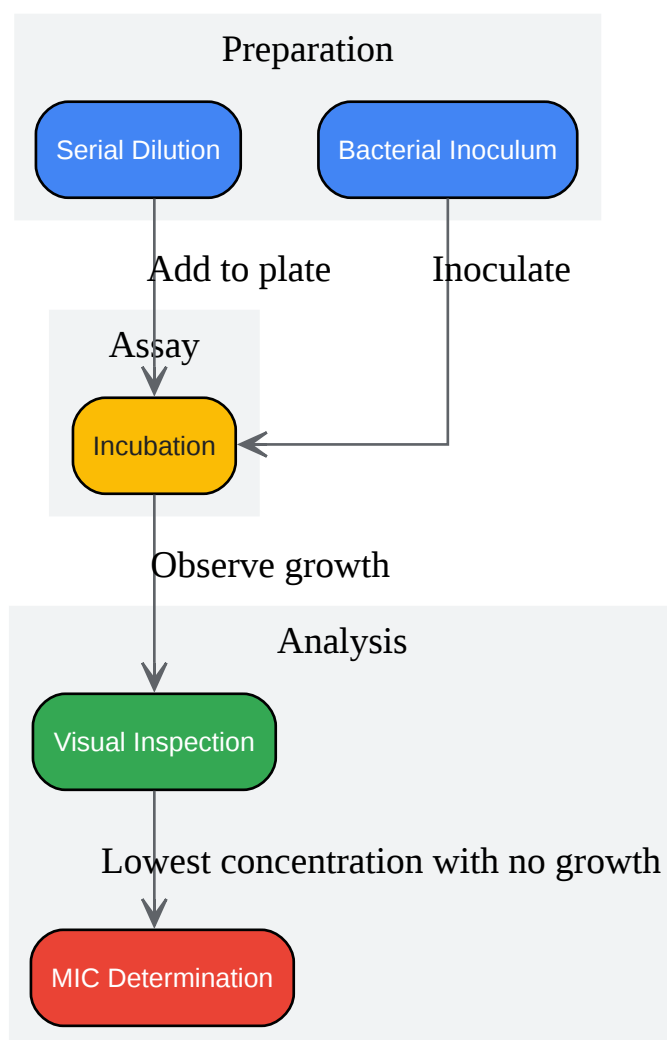 Preparation
Serial Dilution
Bacterial Inoculum
Add to plate
Inoculate
Assay
Incubation
Observe growth
Analysis
Visual Inspection
Lowest concentration with no growth
MIC Determination